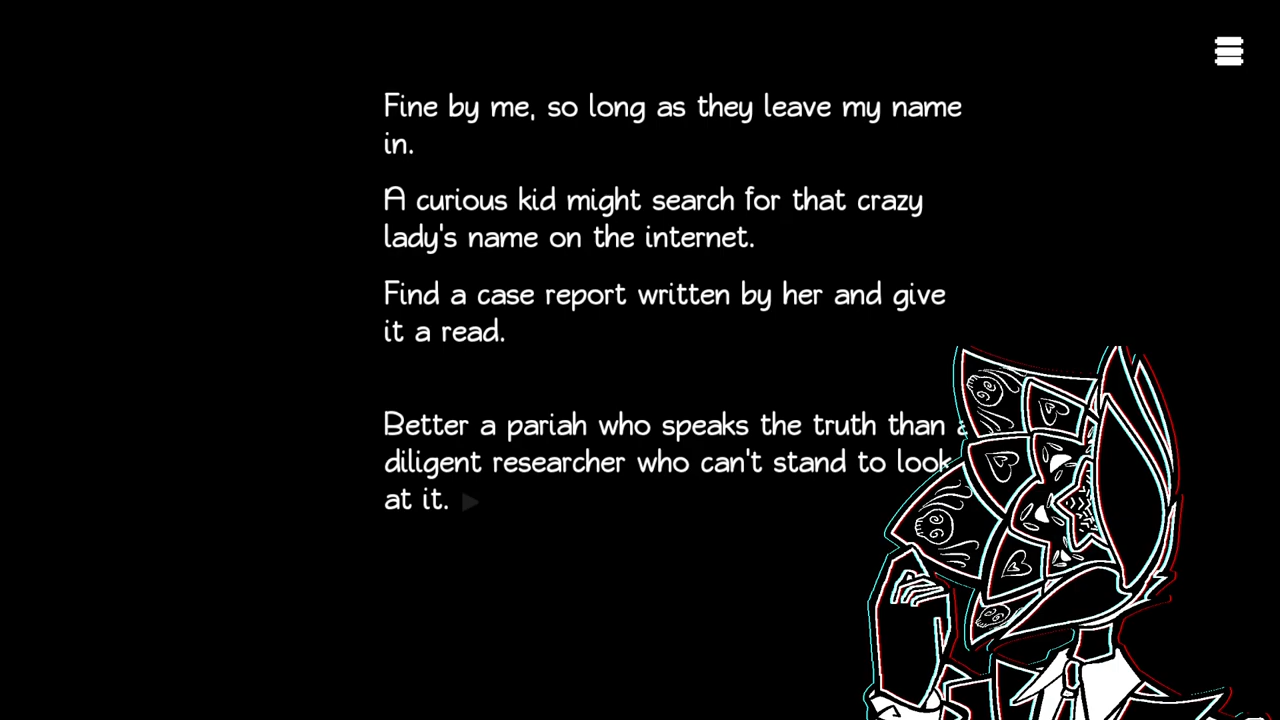 Fine by me, so long as they leave my name
in.
A curious kid might search for that crazy
lady's name on the internet.
Find a case report written by her and give
it a read.
Better a pariah who speaks the truth than a
diligent researcher who can't stand to look
at it.